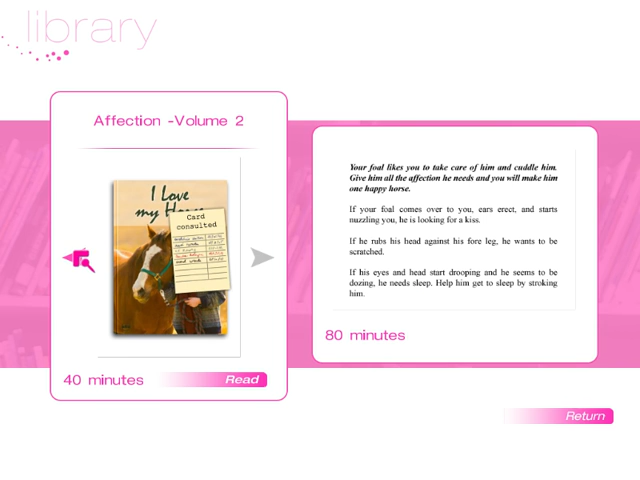 library
Affection -Volume 2
I Love
my
Card
consulted
40 minutes
Read
Your foal likes you to take care of him and cuddle him.
Give him all the affection he needs and you will make him
one happy horse.
If your foal comes over to you, ears erect, and starts
nuzzling you, he is looking for a kiss.
If he rubs his head against his fore leg, he wants to be
scratched.
If his eyes and head start drooping and he seems to be
dozing, he needs sleep. Help him get to sleep by stroking
him.
80 minutes
Return